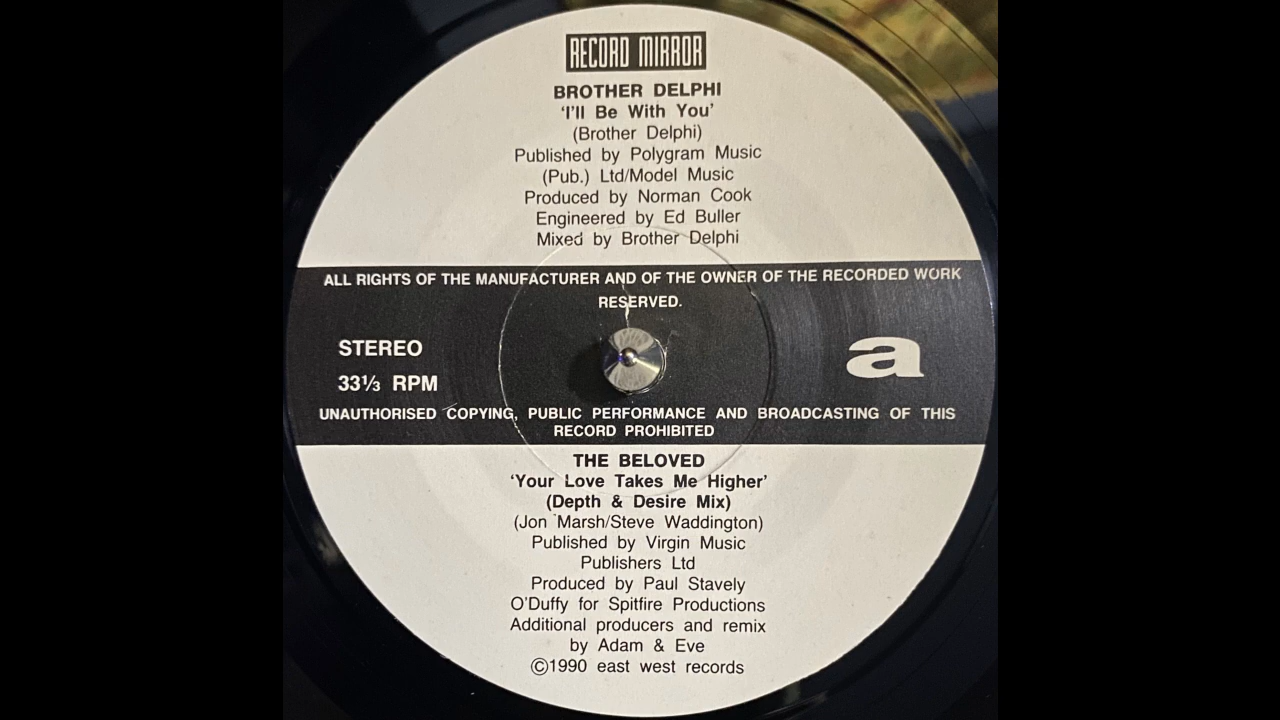 RECORD MIRROR
BROTHER DELPHI
‘I'll Be With You’
(Brother Delphi)
Published by Polygram Music
(Pub.) Ltd/Model Music
Produced by Norman Cook
Engineered by Ed Buller
Mixed by Brother Delphi
ALL RIGHTS OF THE MANUFACTURER AND OF THE OWNER OF THE RECORDED WORK
RESERVED.
STEREO
33⅓ RPM
a
UNAUTHORISED COPYING, PUBLIC PERFORMANCE AND BROADCASTING OF THIS
RECORD PROHIBITED
THE BELOVED
‘Your Love Takes Me Higher’
(Depth & Desire Mix)
(Jon Marsh/Steve Waddington)
Published by Virgin Music
Publishers Ltd
Produced by Paul Stavely
O'Duffy for Spitfire Productions
Additional producers and remix
by Adam & Eve
©1990 east west records